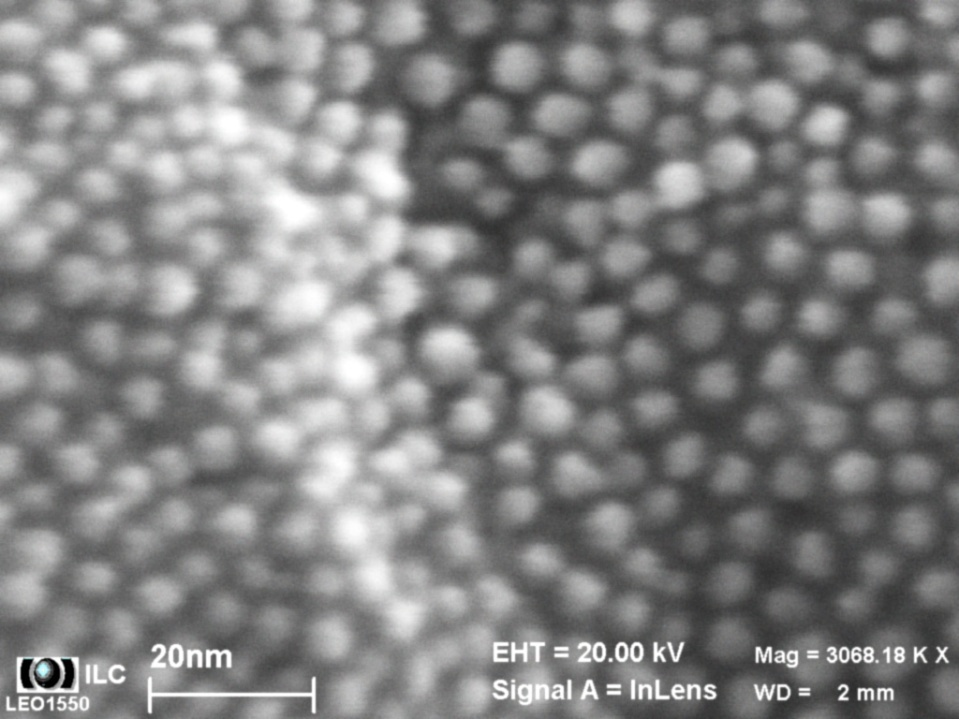 20nm
ILC
LEO1550
EHT = 20.00 kV
Signal A = InLens
Mag = 3068.18 K X
WD = 2 mm